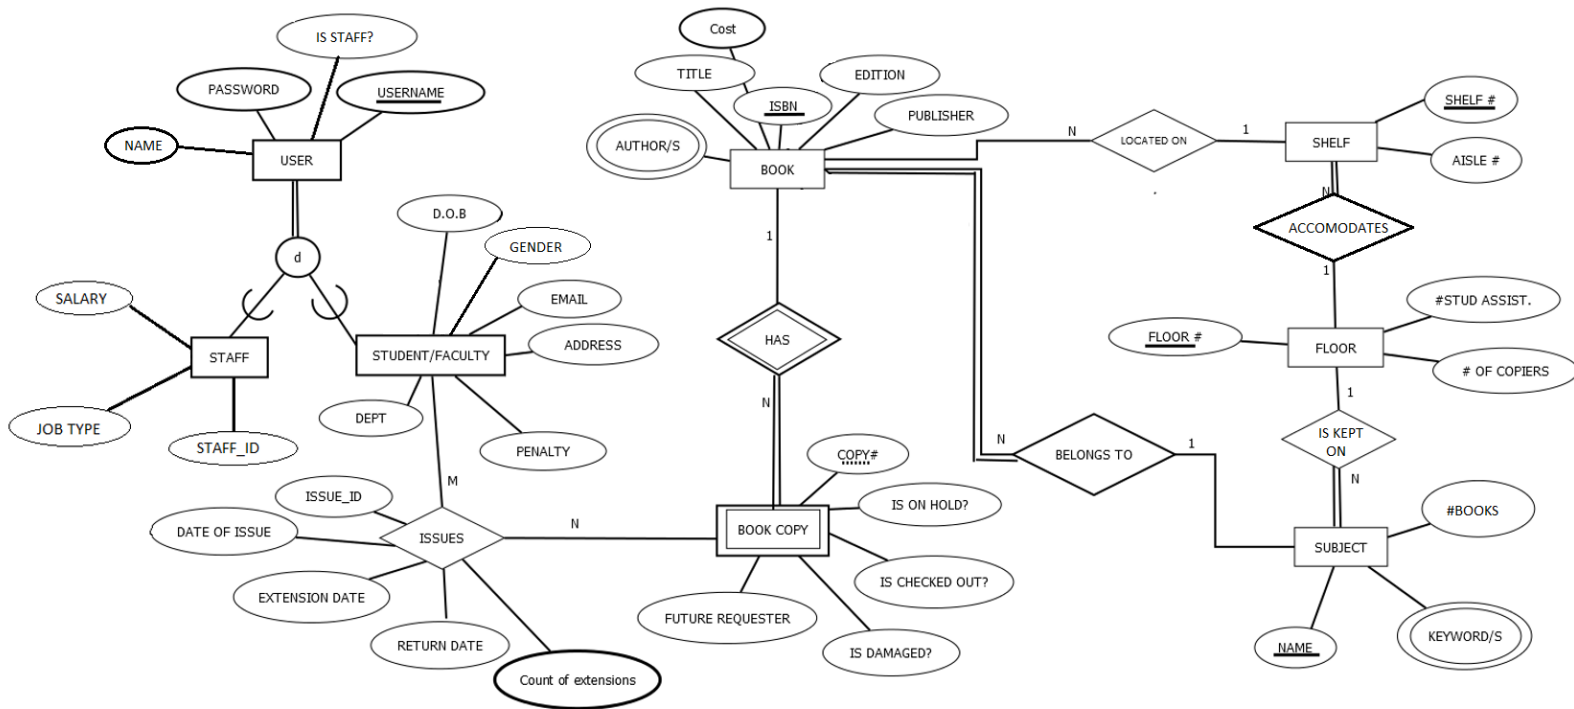 Cost
IS STAFF?
TITLE
EDITION
PASSWORD
USERNAME
ISBN
SHELF #
PUBLISHER
N
1
NAME
USER
AUTHOR/S
BOOK
LOCATED ON
SHELF
AISLE #
N
D.O.B
ACCOMODATES
1
GENDER
d
1
SALARY
EMAIL
#STUD ASSIST.
HAS
FLOOR #
FLOOR
STAFF
STUDENT/FACULTY
ADDRESS
# OF COPIERS
N
1
DEPT
JOB TYPE
STAFF_ID
PENALTY
IS KEPT
ON
N
1
BELONGS TO
COPY#
M
N
ISSUE_ID
IS ON HOLD?
#BOOKS
DATE OF ISSUE
ISSUES
N
BOOK COPY
SUBJECT
IS CHECKED OUT?
EXTENSION DATE
FUTURE REQUESTER
RETURN DATE
IS DAMAGED?
NAME
KEYWORD/S
Count of extensions